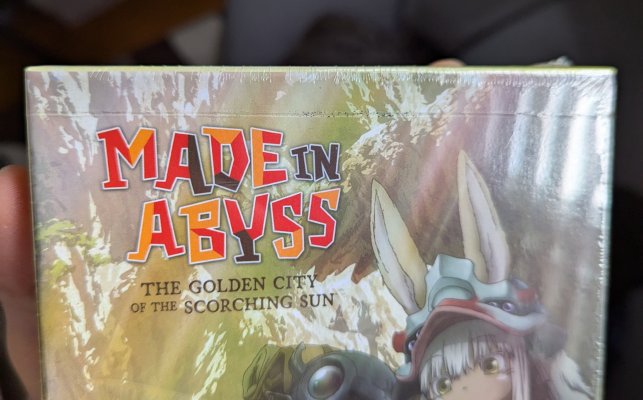 MADE IN
ABYSS
THE GOLDEN CITY
OF THE SCORCHING SUN